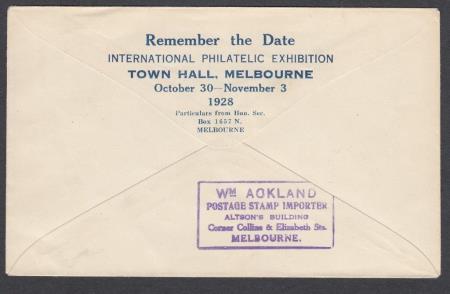 Remember the Date
INTERNATIONAL PHILATELIC EXHIBITION
TOWN HALL, MELBOURNE
October 30—November 3
1928
Particulars from Hon. Sec.
Box 1657 N.
MELBOURNE
WM ACKLAND
POSTAGE STAMP IMPORTER
ALTSON'S BUILDING
Corner Collins & Elizabeth Sts.
MELBOURNE.